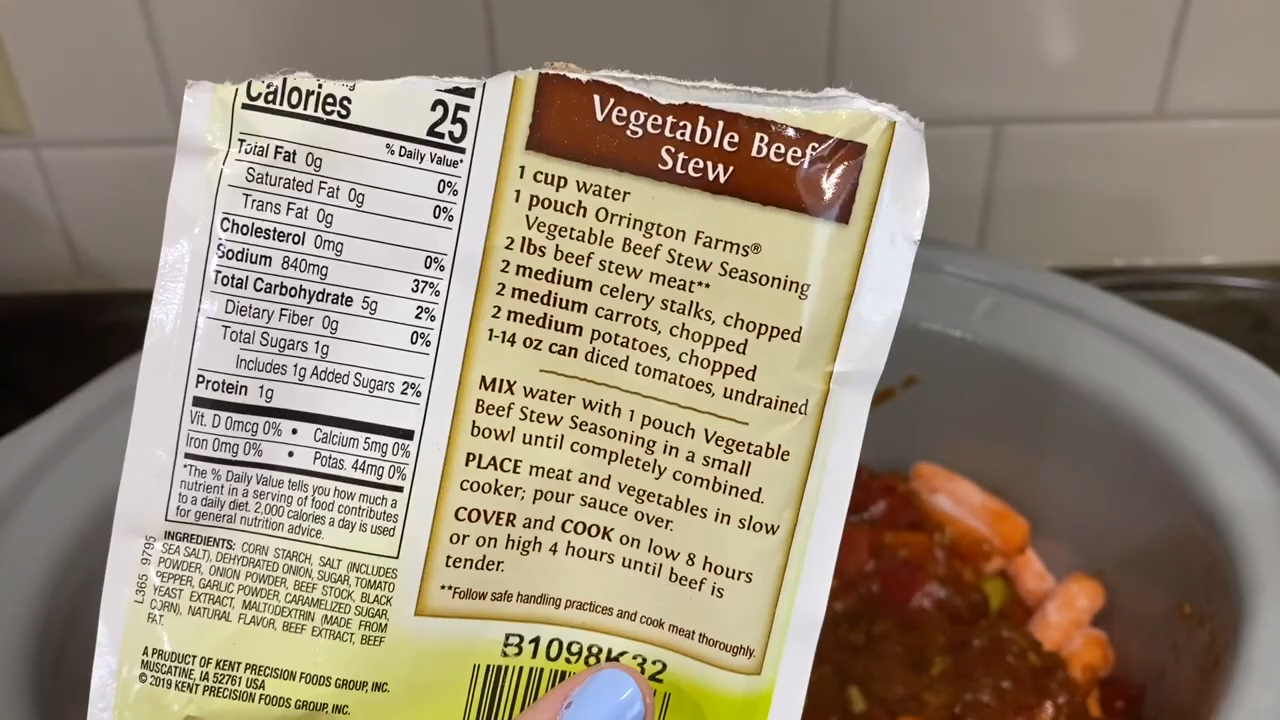 Calories 25
% Daily Value*
Total Fat 0g 0%
Saturated Fat 0g 0%
Trans Fat 0g
Cholesterol 0mg 0%
Sodium 840mg 37%
Total Carbohydrate 5g 2%
Dietary Fiber 0g 0%
Total Sugars 1g
Includes 1g Added Sugars 2%
Protein 1g
Vit. D 0mcg 0% • Calcium 5mg 0%
Iron 0mg 0% • Potas. 44mg 0%
*The % Daily Value tells you how much a
nutrient in a serving of food contributes
to a daily diet. 2,000 calories a day is used
for general nutrition advice.
INGREDIENTS: CORN STARCH, SALT (INCLUDES
SEA SALT), DEHYDRATED ONION, SUGAR, TOMATO
POWDER, ONION POWDER, BEEF STOCK, BLACK
PEPPER, GARLIC POWDER, CARAMELIZED SUGAR,
YEAST EXTRACT, MALTODEXTRIN (MADE FROM
CORN), NATURAL FLAVOR, BEEF EXTRACT, BEEF
FAT.
L365 9795
A PRODUCT OF KENT PRECISION FOODS GROUP, INC.
MUSCATINE, IA 52761 USA
© 2019 KENT PRECISION FOODS GROUP, INC.
Vegetable Beef
Stew
1 cup water
1 pouch Orrington Farms®
Vegetable Beef Stew Seasoning
2 lbs beef stew meat**
2 medium celery stalks, chopped
2 medium carrots, chopped
2 medium potatoes, chopped
1-14 oz can diced tomatoes, undrained
MIX water with 1 pouch Vegetable
Beef Stew Seasoning in a small
bowl until completely combined.
PLACE meat and vegetables in slow
cooker; pour sauce over.
COVER and COOK on low 8 hours
or on high 4 hours until beef is
tender.
**Follow safe handling practices and cook meat thoroughly.
B1098K32